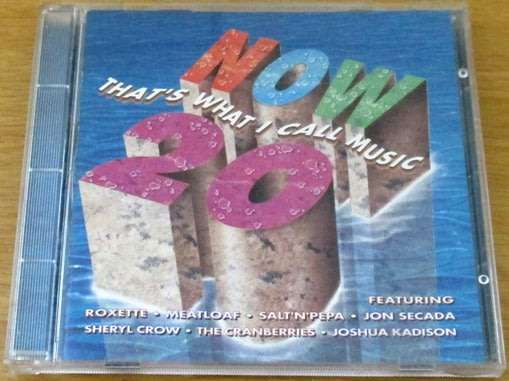 NOW
THAT'S WHAT I CALL MUSIC
20
FEATURING
ROXETTE • MEATLOAF • SALT'N'PEPA • JON SECADA
SHERYL CROW • THE CRANBERRIES • JOSHUA KADISON